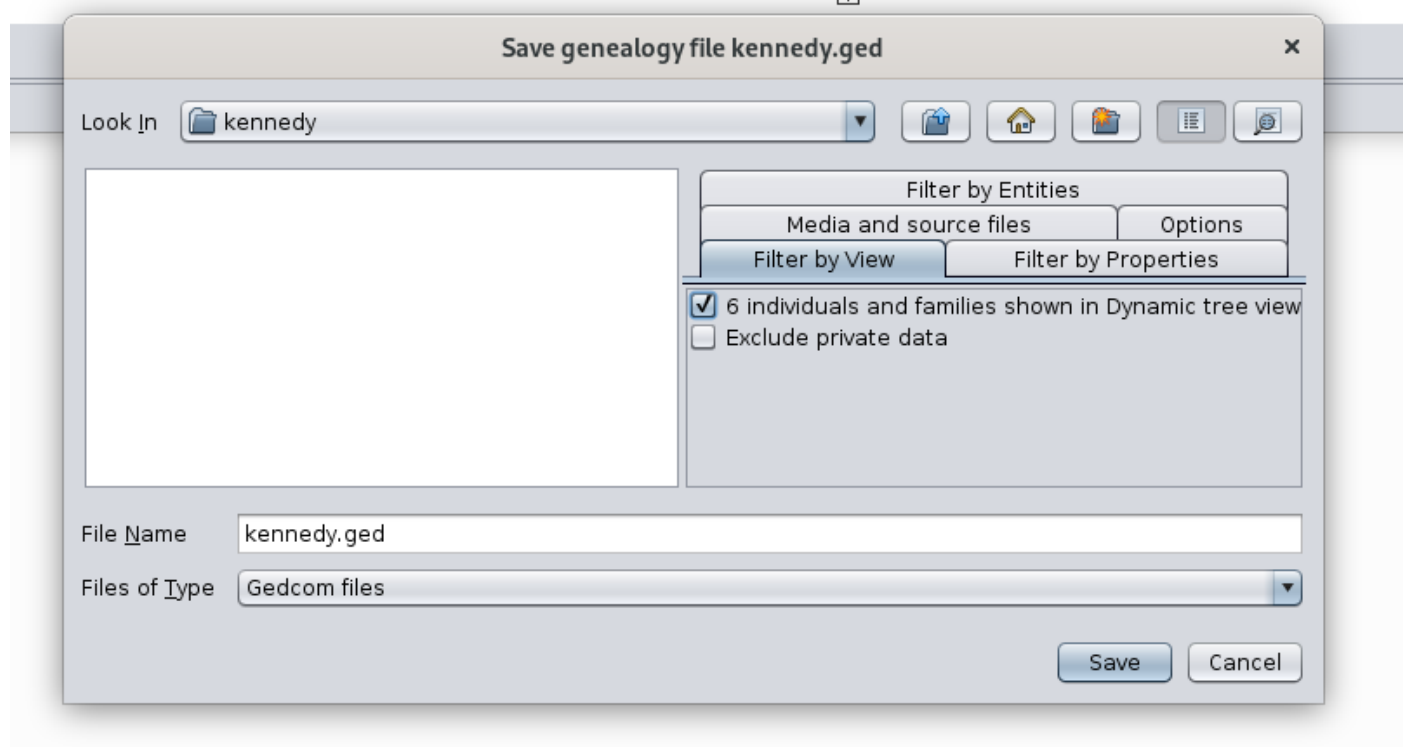 Save genealogy file kennedy.ged
Look In kennedy
Filter by Entities
Media and source files Options
Filter by View Filter by Properties
6 individuals and families shown in Dynamic tree view
Exclude private data
File Name kennedy.ged
Files of Type Gedcom files
Save Cancel